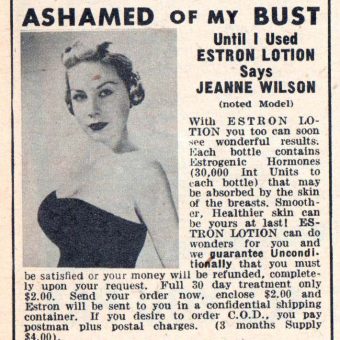 ASHAMED OF MY BUST
Until I Used
ESTRON LOTION
Says
JEANNE WILSON
(noted Model)
With ESTRON LO-
TION you too can soon
see wonderful results.
Each bottle contains
Estrogenic Hormones
(30,000 Int Units to
each bottle) that may
be absorbed by the skin
of the breasts. Smooth-
er, Healthier skin can
be yours at last! ES-
TRON LOTION can do
wonders for you and
we guarantee Uncondi-
tionally that you must
be satisfied or your money will be refunded, complete-
ly upon your request. Full 30 day treatment only
$2.00. Send your order now, enclose $2.00 and
Estron will be sent to you in a confidential shipping
container. If you desire to order C.O.D., you pay
postman plus postal charges. (3 months Supply
$4.00).